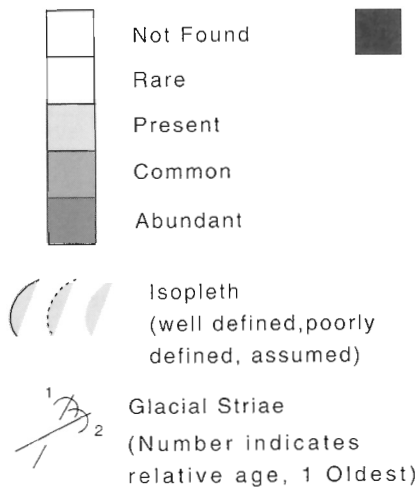 Not Found
Rare
Present
Common
Abundant
Isopleth
(well defined,poorly
defined, assumed)
1
2
Glacial Striae
(Number indicates
relative age, 1 Oldest)